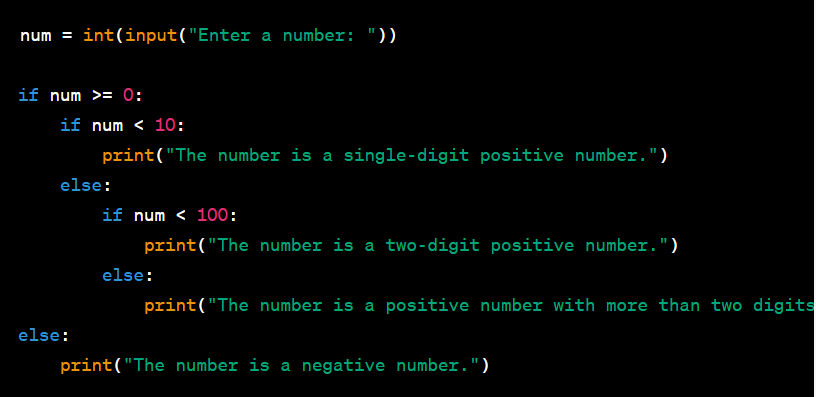 num = int(input("Enter a number: "))
if num >= 0:
    if num < 10:
        print("The number is a single-digit positive number.")
    else:
        if num < 100:
            print("The number is a two-digit positive number.")
        else:
            print("The number is a positive number with more than two digits
else:
    print("The number is a negative number.")